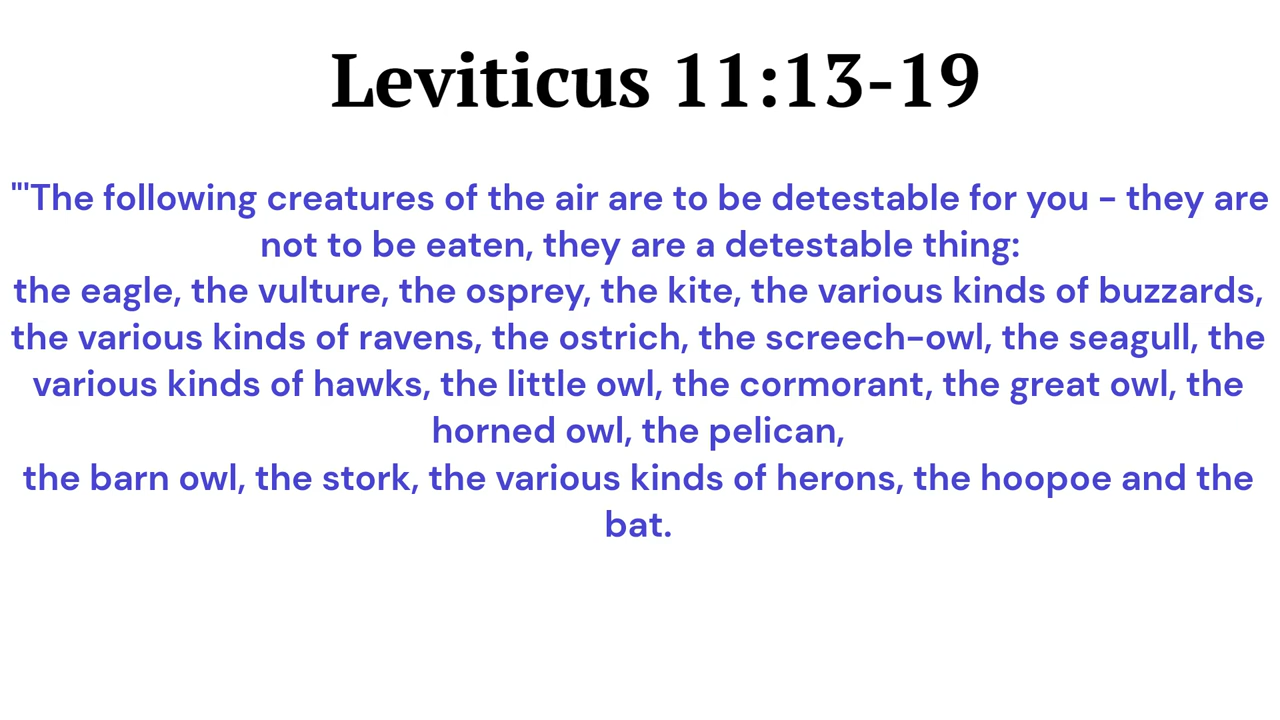 Leviticus 11:13-19
"'The following creatures of the air are to be detestable for you - they are
not to be eaten, they are a detestable thing:
the eagle, the vulture, the osprey, the kite, the various kinds of buzzards,
the various kinds of ravens, the ostrich, the screech-owl, the seagull, the
various kinds of hawks, the little owl, the cormorant, the great owl, the
horned owl, the pelican,
the barn owl, the stork, the various kinds of herons, the hoopoe and the
bat.